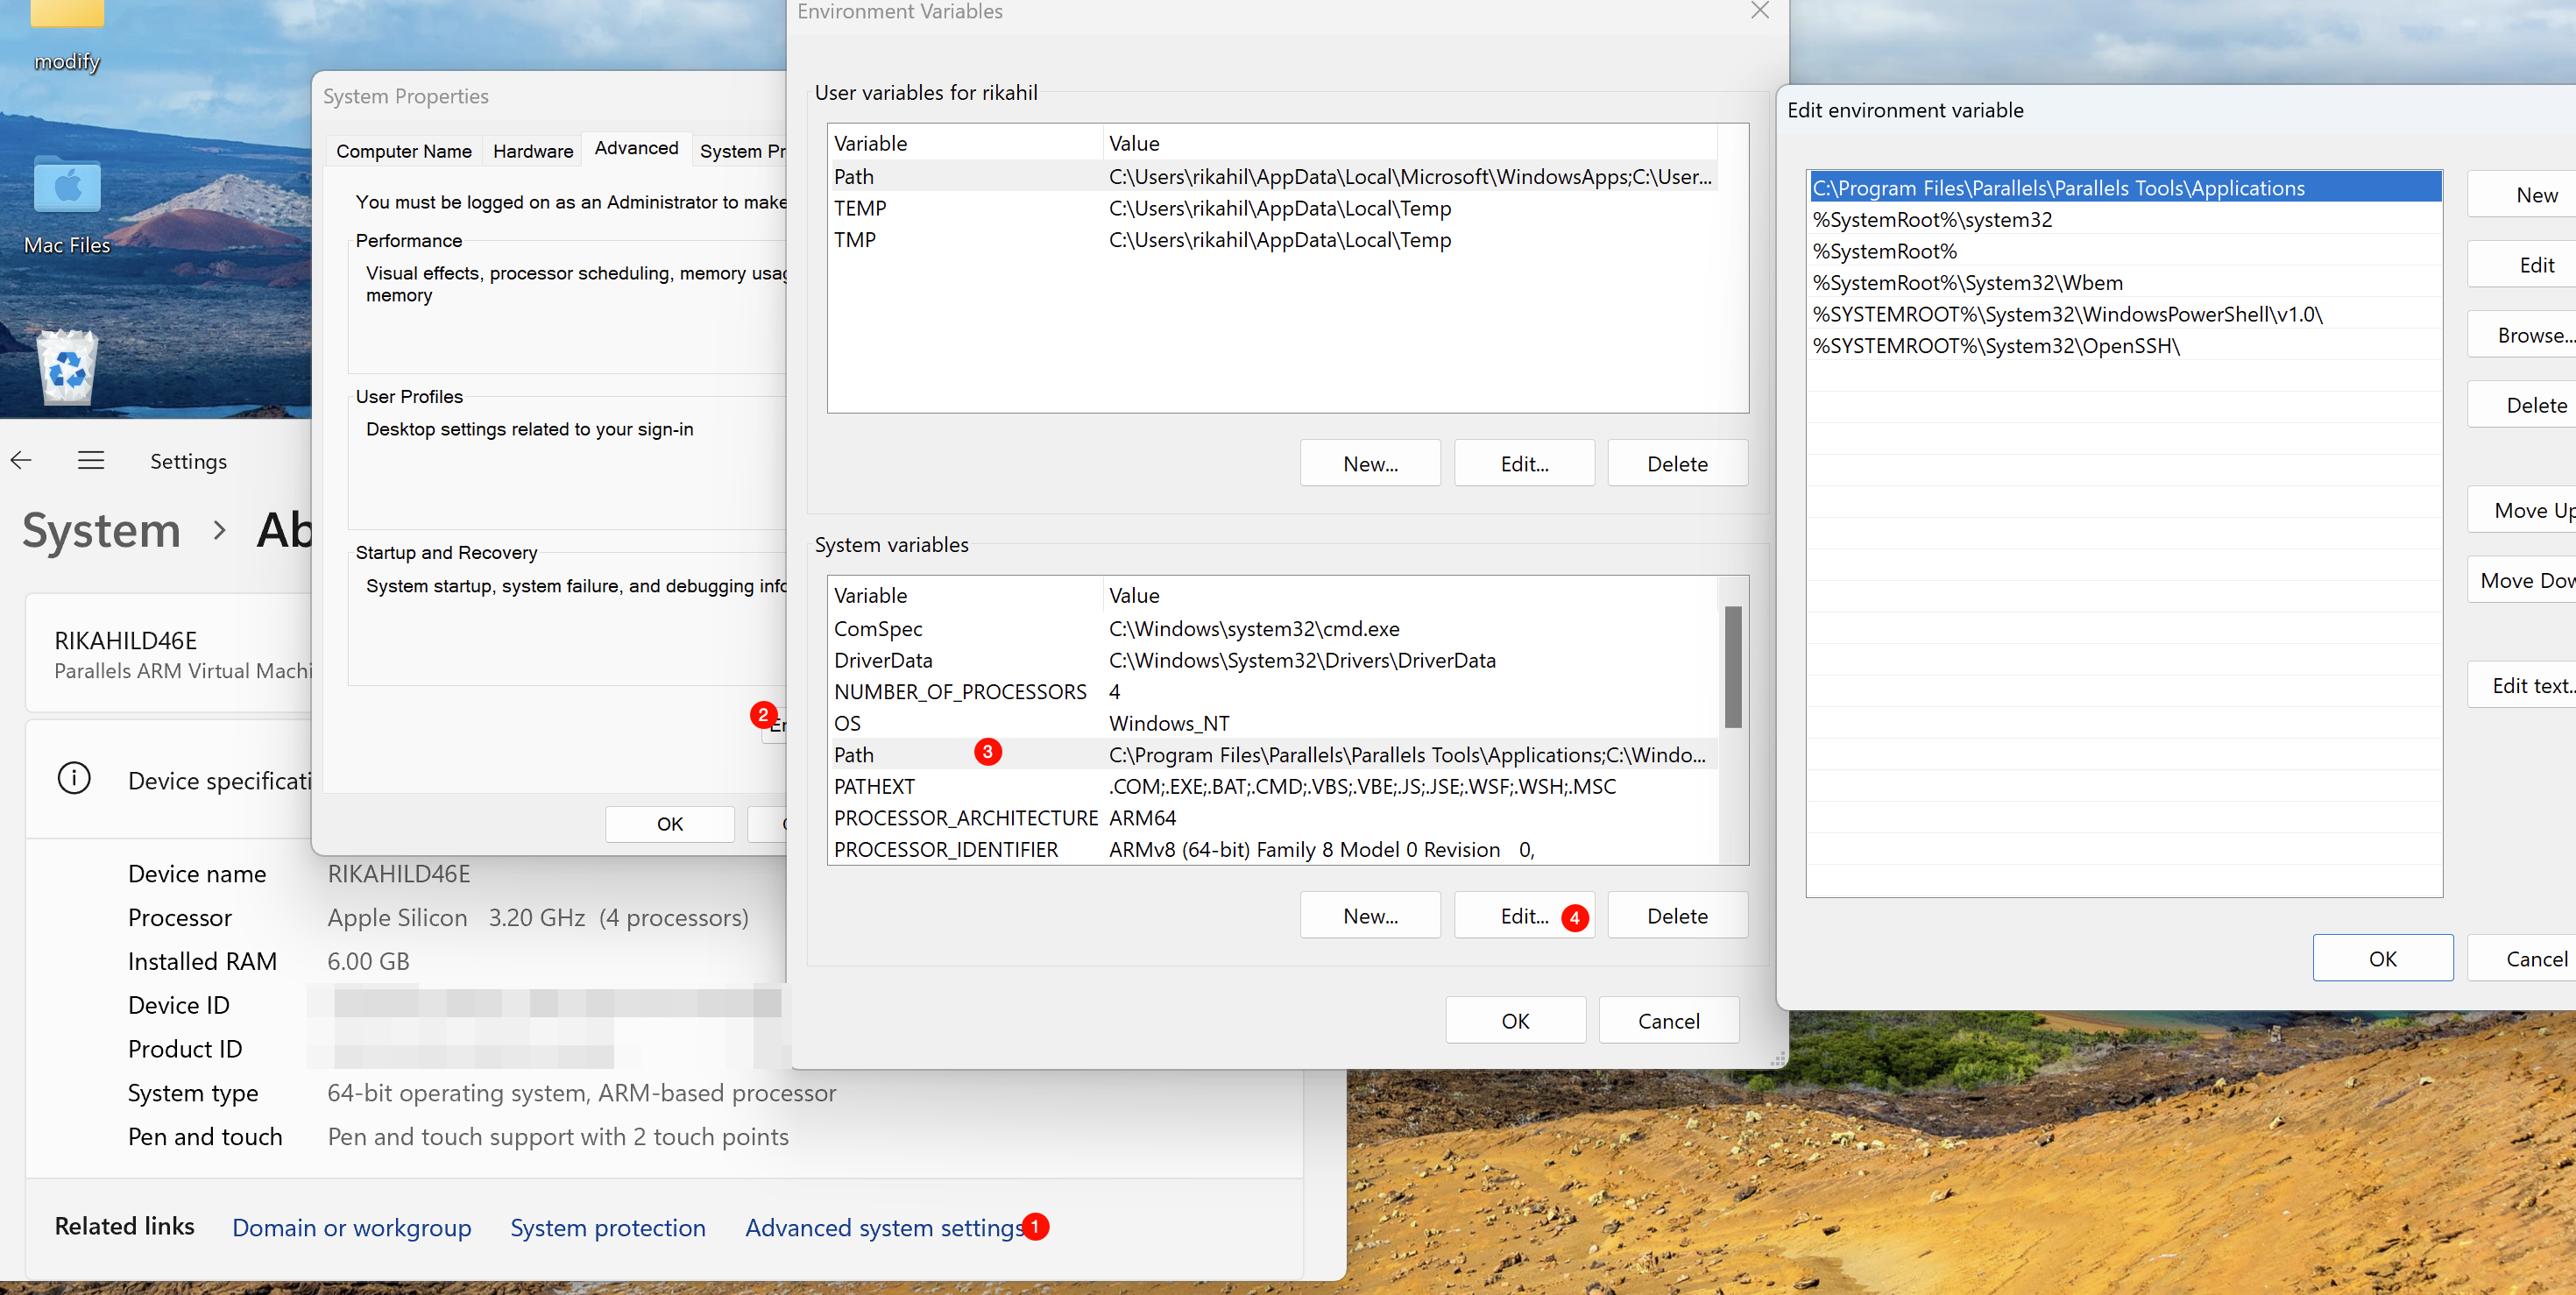 modify
Mac Files
Settings
System › Ab
RIKAHILD46E
Parallels ARM Virtual Machi
Device specificati
Device name RIKAHILD46E
Processor Apple Silicon 3.20 GHz (4 processors)
Installed RAM 6.00 GB
Device ID
Product ID
System type 64-bit operating system, ARM-based processor
Pen and touch Pen and touch support with 2 touch points
Related links Domain or workgroup System protection Advanced system settings 1
System Properties
Computer Name Hardware Advanced System Pr
You must be logged on as an Administrator to make
Performance
Visual effects, processor scheduling, memory usag
memory
User Profiles
Desktop settings related to your sign-in
Startup and Recovery
System startup, system failure, and debugging info
2 En
OK C
Environment Variables
User variables for rikahil
Variable Value
Path C:\Users\rikahil\AppData\Local\Microsoft\WindowsApps;C:\User...
TEMP C:\Users\rikahil\AppData\Local\Temp
TMP C:\Users\rikahil\AppData\Local\Temp
New... Edit... Delete
System variables
Variable Value
ComSpec C:\Windows\system32\cmd.exe
DriverData C:\Windows\System32\Drivers\DriverData
NUMBER_OF_PROCESSORS 4
OS Windows_NT
Path 3 C:\Program Files\Parallels\Parallels Tools\Applications;C:\Windo...
PATHEXT .COM;.EXE;.BAT;.CMD;.VBS;.VBE;.JS;.JSE;.WSF;.WSH;.MSC
PROCESSOR_ARCHITECTURE ARM64
PROCESSOR_IDENTIFIER ARMv8 (64-bit) Family 8 Model 0 Revision 0,
New... Edit... 4 Delete
OK Cancel
Edit environment variable
C:\Program Files\Parallels\Parallels Tools\Applications
%SystemRoot%\system32
%SystemRoot%
%SystemRoot%\System32\Wbem
%SYSTEMROOT%\System32\WindowsPowerShell\v1.0\
%SYSTEMROOT%\System32\OpenSSH\
New
Edit
Browse...
Delete
Move Up
Move Dow
Edit text..
OK Cancel